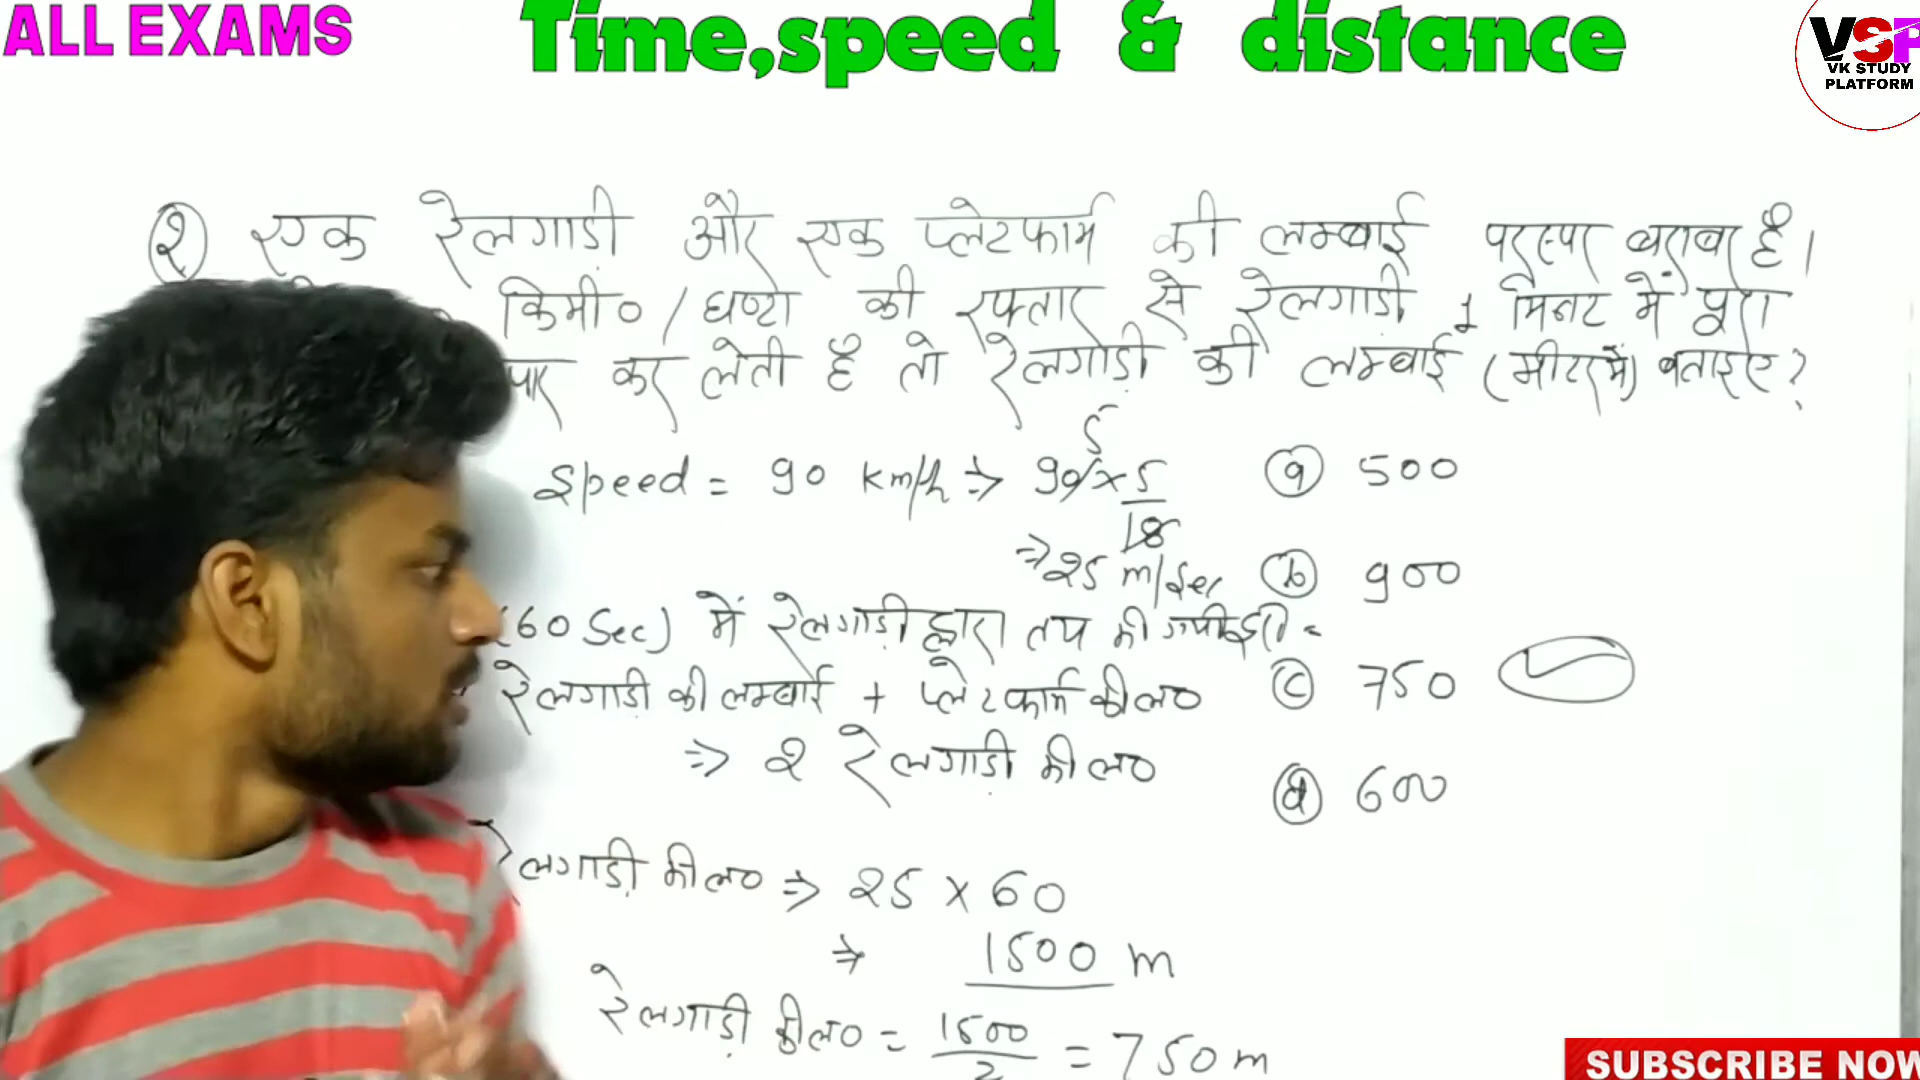 ALL EXAMS
Time,speed & distance
VSP
VK STUDY
PLATFORM
(2) एक रेलगाड़ी और एक प्लेटफार्म की लम्बाई परस्पर बराबर है।
किमी० / घण्टा की रफ्तार से रेलगाड़ी 1 मिनट में पूरा
पार कर लेती है तो रेलगाड़ी की लम्बाई (मीटर में) बताइए?
Speed = 90 km/h ⇒ 90 × 5/18
5
⇒ 25 m/sec
(a) 500
(b) 900
(60 Sec) में रेलगाड़ी द्वारा तय की गयी दूरी =
रेलगाड़ी की लम्बाई + प्लेटफार्म की ल०
(c) 750
⇒ 2 रेलगाड़ी की ल०
(d) 600
रेलगाड़ी की ल० ⇒ 25 × 60
⇒ 1500 m
रेलगाड़ी की ल० = 1500/2 = 750 m
SUBSCRIBE NOW